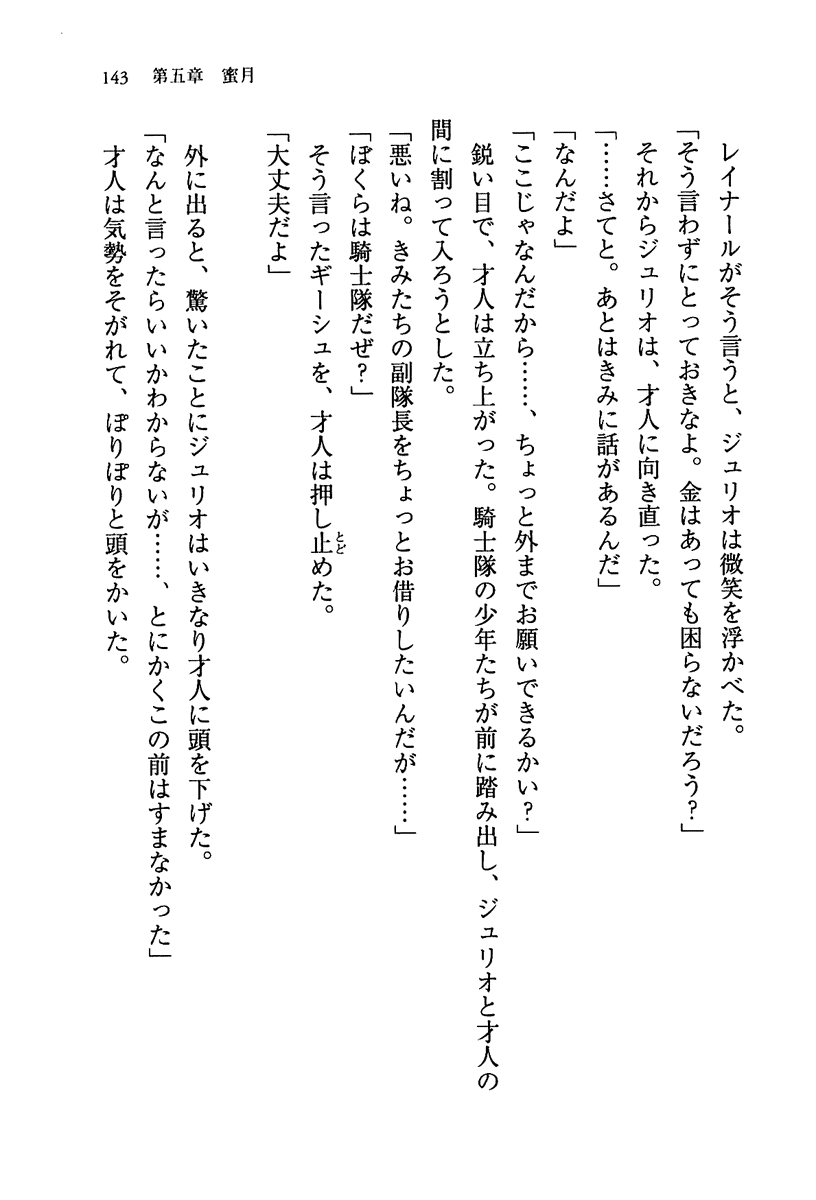 143　第五章　蜜月
　レイナールがそう言うと、ジュリオは微笑を浮かべた。
「そう言わずにとっておきなよ。金はあっても困らないだろう？」
　それからジュリオは、才人に向き直った。
「……さてと。あとはきみに話があるんだ」
「なんだよ」
「ここじゃなんだから……、ちょっと外までお願いできるかい？」
　鋭い目で、才人は立ち上がった。騎士隊の少年たちが前に踏み出し、ジュリオと才人の
間に割って入ろうとした。
「悪いね。きみたちの副隊長をちょっとお借りしたいんだが……」
「ぼくらは騎士隊だぜ？」
　そう言ったギーシュを、才人は押し止とどめた。
「大丈夫だよ」
　外に出ると、驚いたことにジュリオはいきなり才人に頭を下げた。
「なんと言ったらいいかわからないが……、とにかくこの前はすまなかった」
　才人は気勢をそがれて、ぽりぽりと頭をかいた。